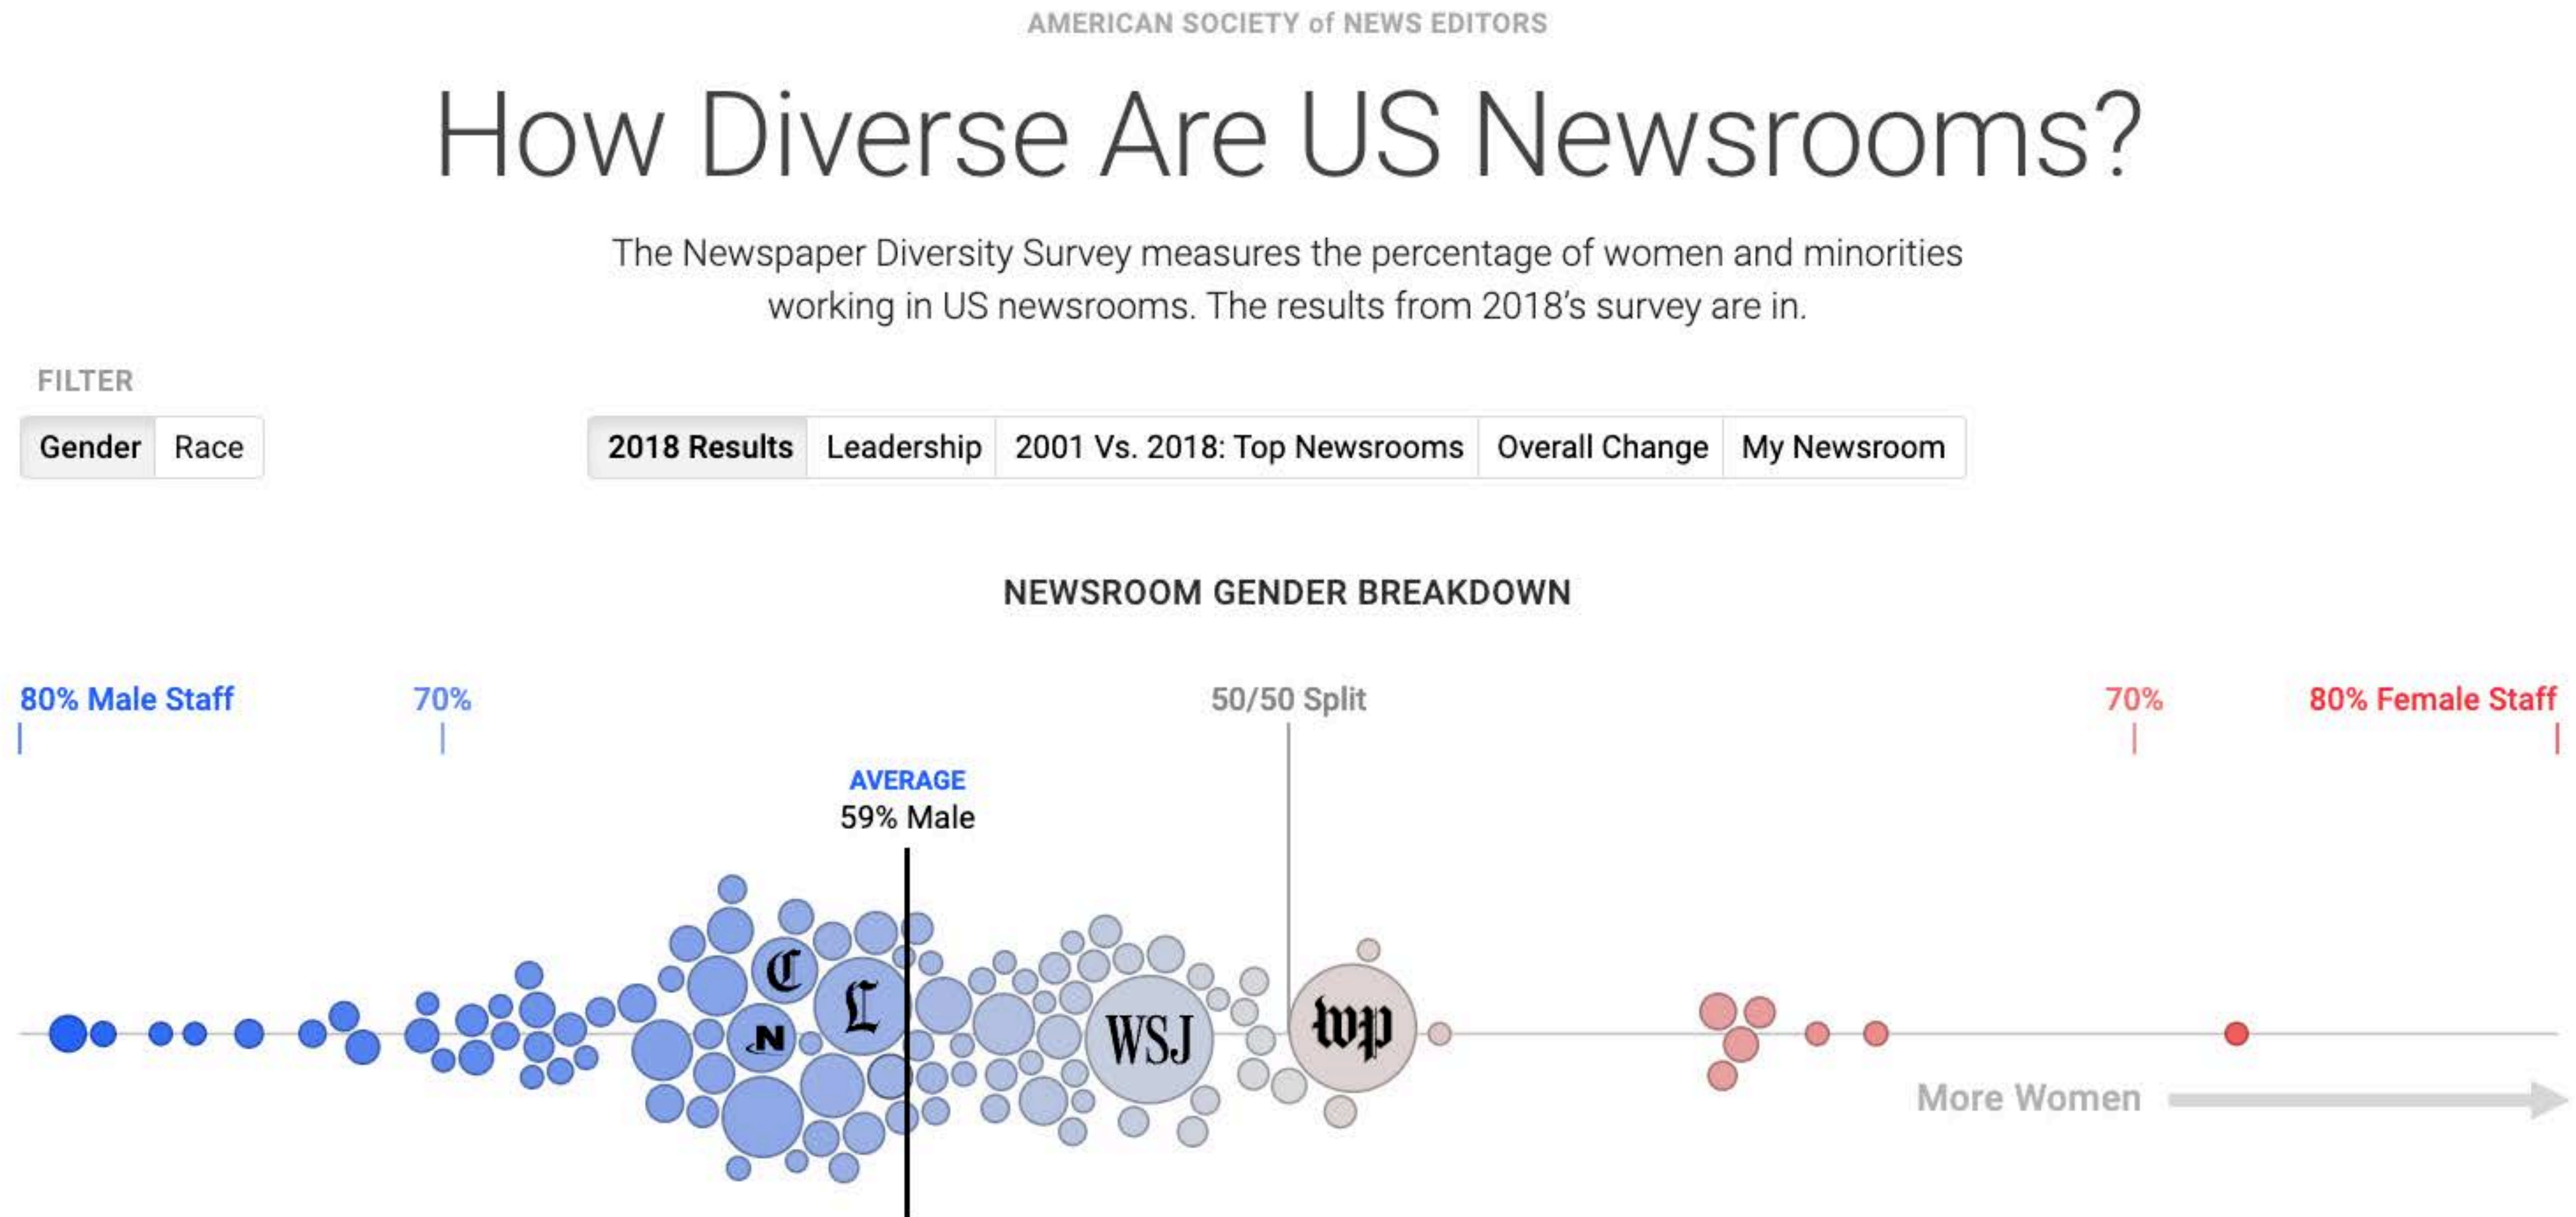 AMERICAN SOCIETY of NEWS EDITORS
How Diverse Are US Newsrooms?
The Newspaper Diversity Survey measures the percentage of women and minorities
working in US newsrooms. The results from 2018's survey are in.
FILTER
Gender Race
2018 Results Leadership 2001 Vs. 2018: Top Newsrooms Overall Change My Newsroom
NEWSROOM GENDER BREAKDOWN
80% Male Staff 70% 50/50 Split 70% 80% Female Staff
AVERAGE
59% Male
C
L
N
WSJ
wp
More Women